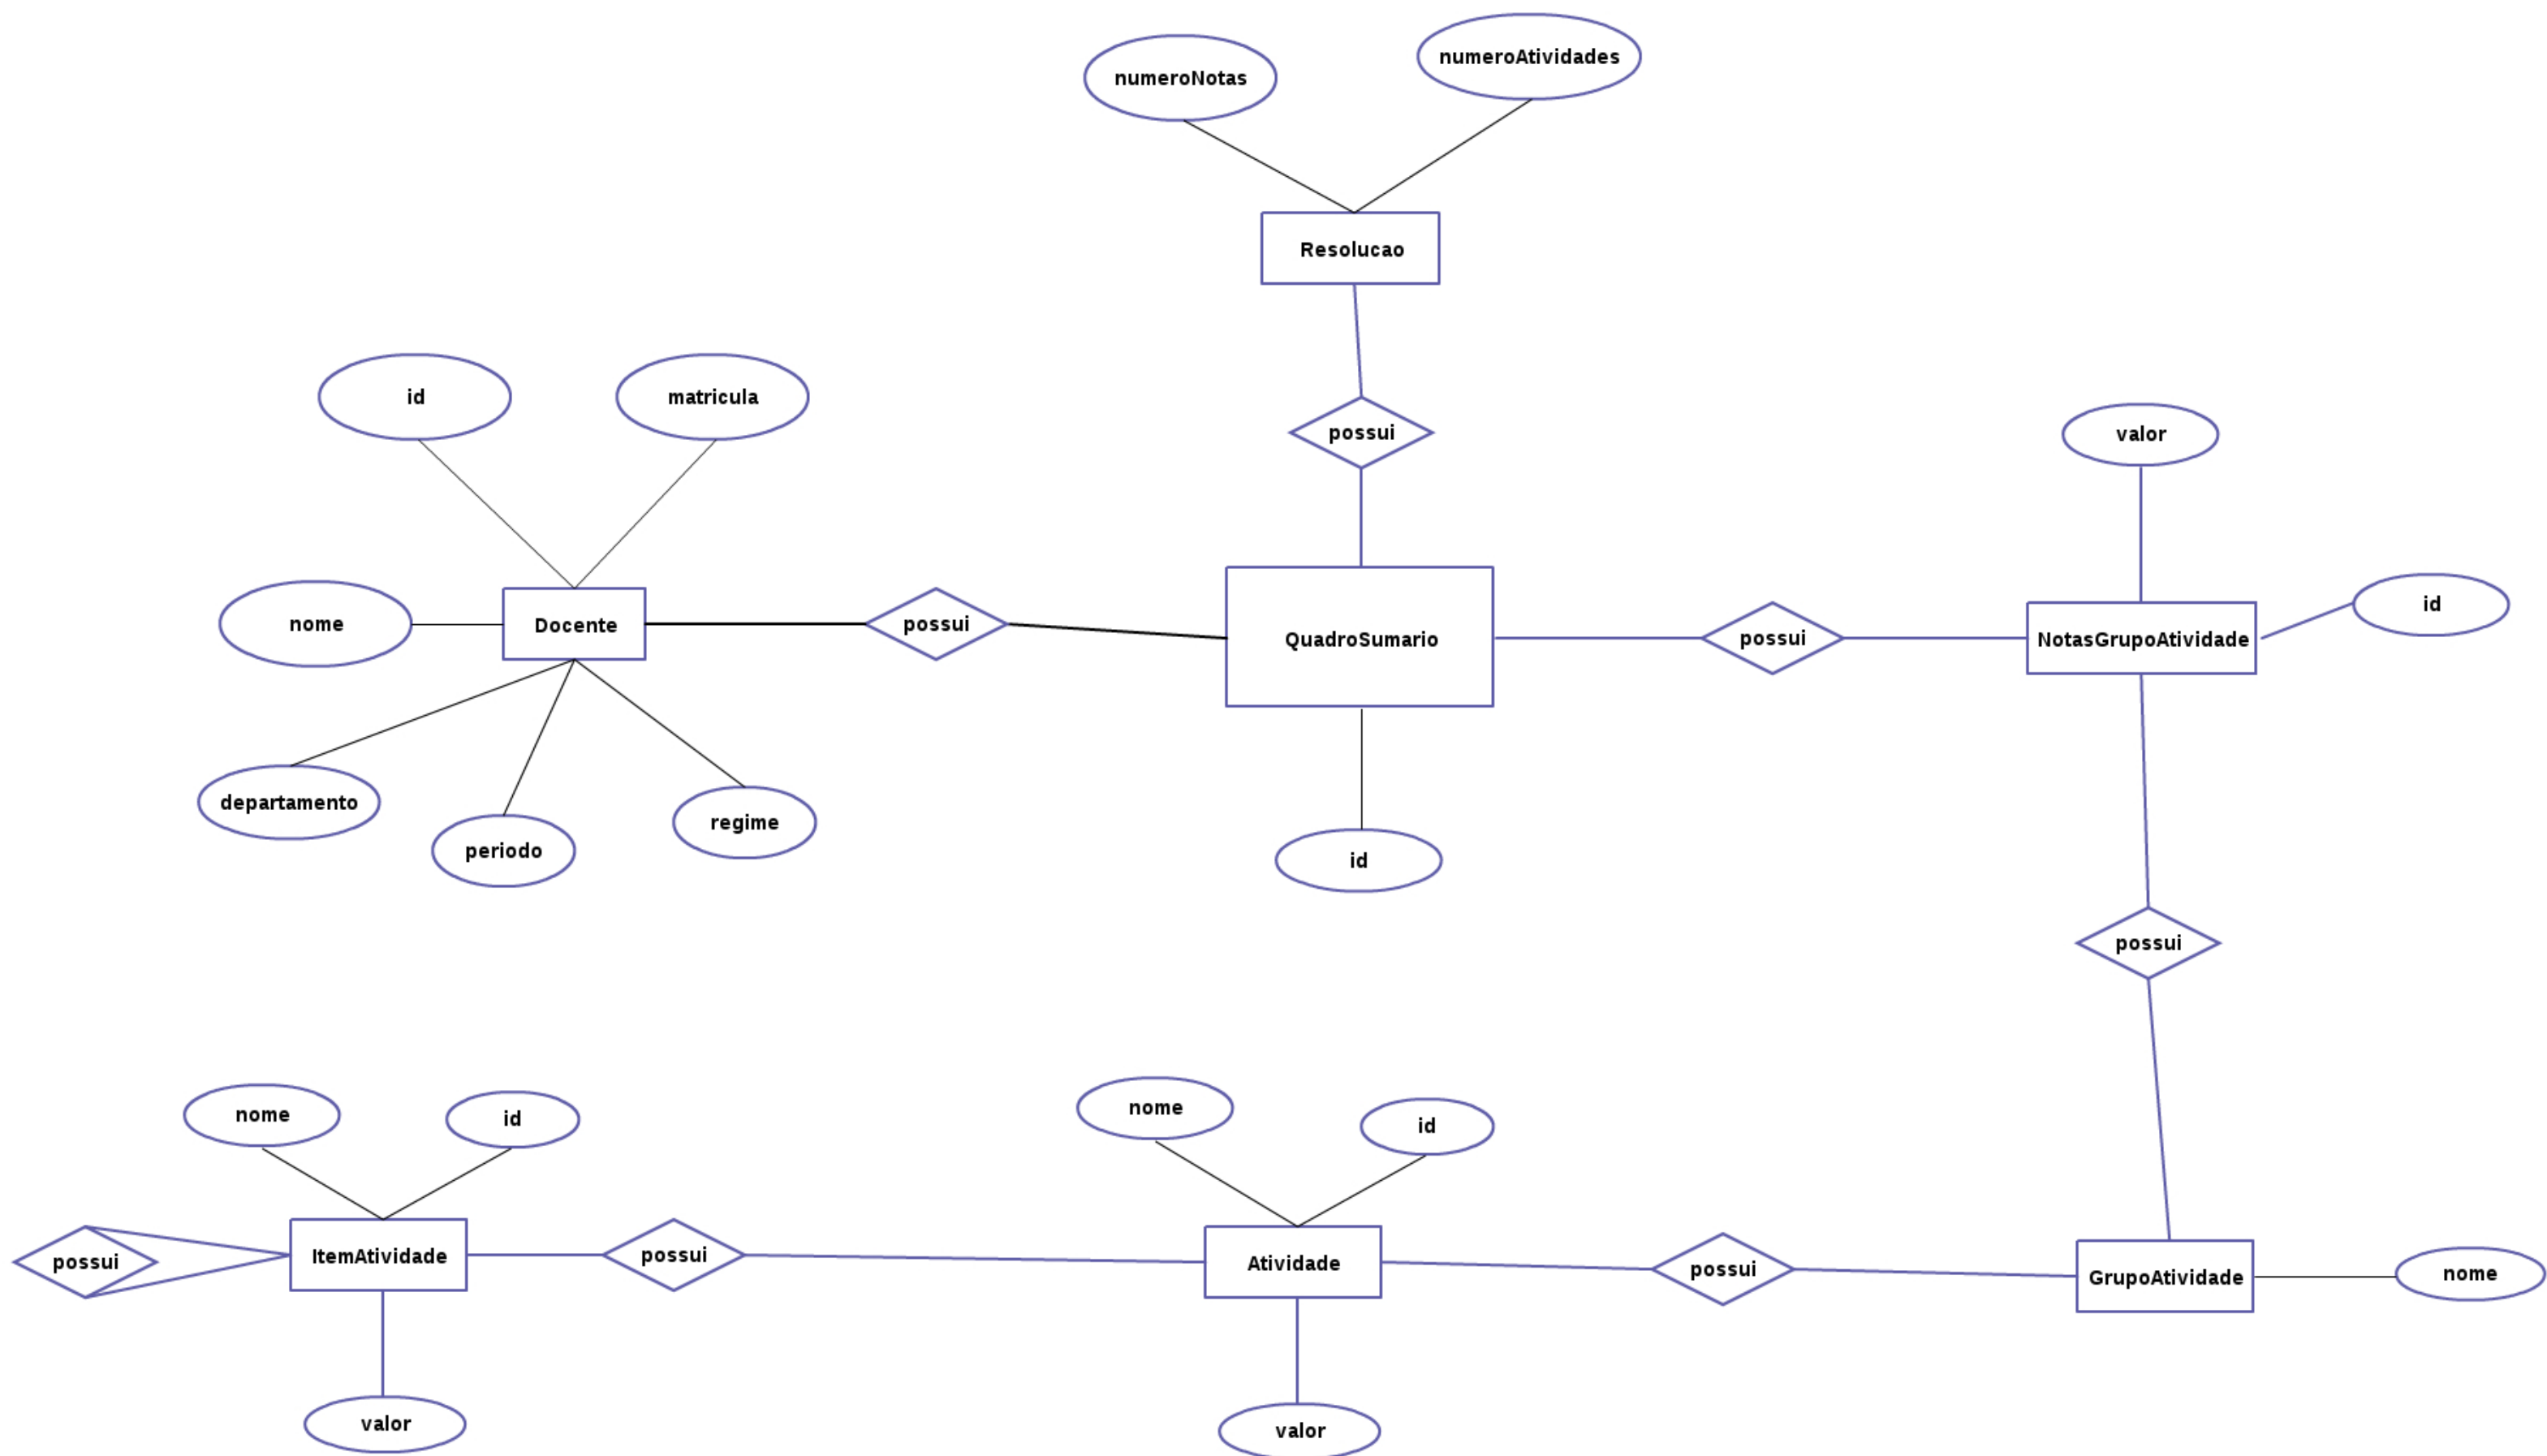 numeroNotas
numeroAtividades
Resolucao
possui
id
matricula
valor
id
nome
Docente
possui
QuadroSumario
possui
NotasGrupoAtividade
departamento
periodo
regime
id
possui
nome
id
nome
id
possui
ItemAtividade
possui
Atividade
possui
GrupoAtividade
nome
valor
valor